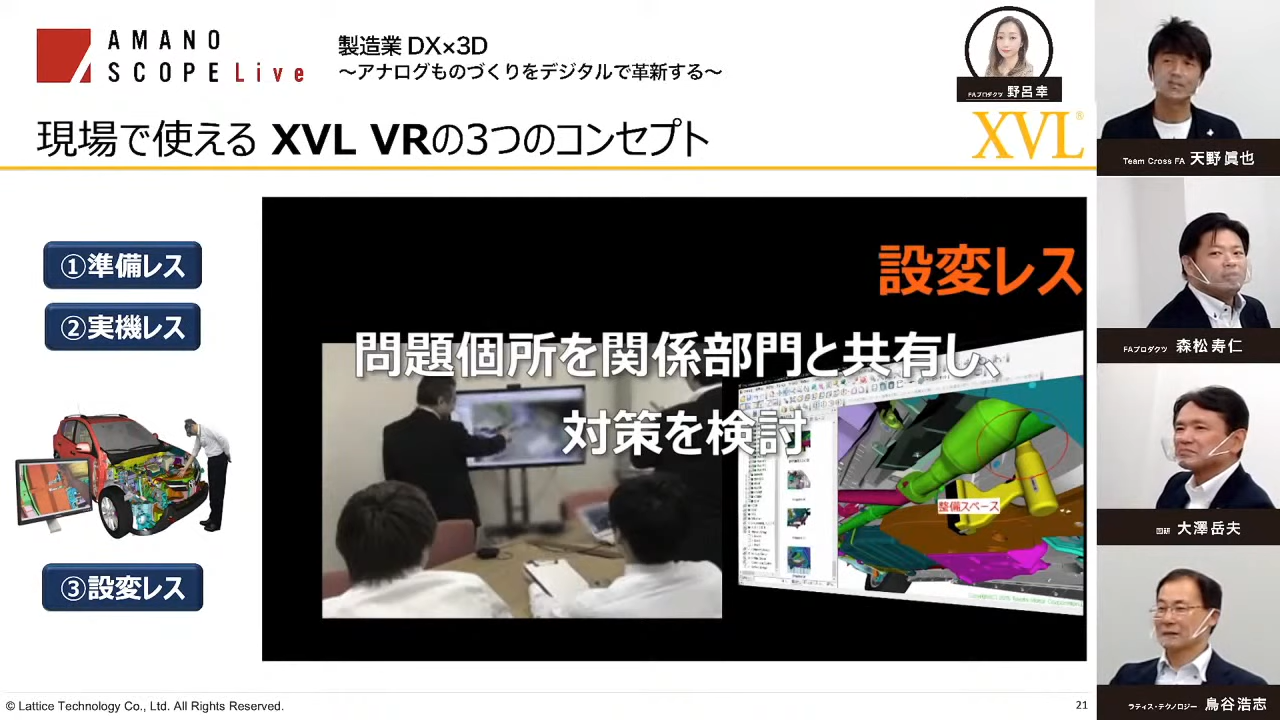 AMANO
SCOPE Live
製造業 DX×3D
～アナログものづくりをデジタルで革新する～
FAプロダクツ 野呂幸
現場で使える XVL VRの3つのコンセプト
XVL®
①準備レス
②実機レス
③設変レス
設変レス
問題個所を関係部門と共有し、
対策を検討
整備スペース
Team Cross FA 天野眞也
FAプロダクツ 森松寿仁
図研 大澤岳夫
ラティス・テクノロジー 鳥谷浩志
© Lattice Technology Co., Ltd. All Rights Reserved.
21